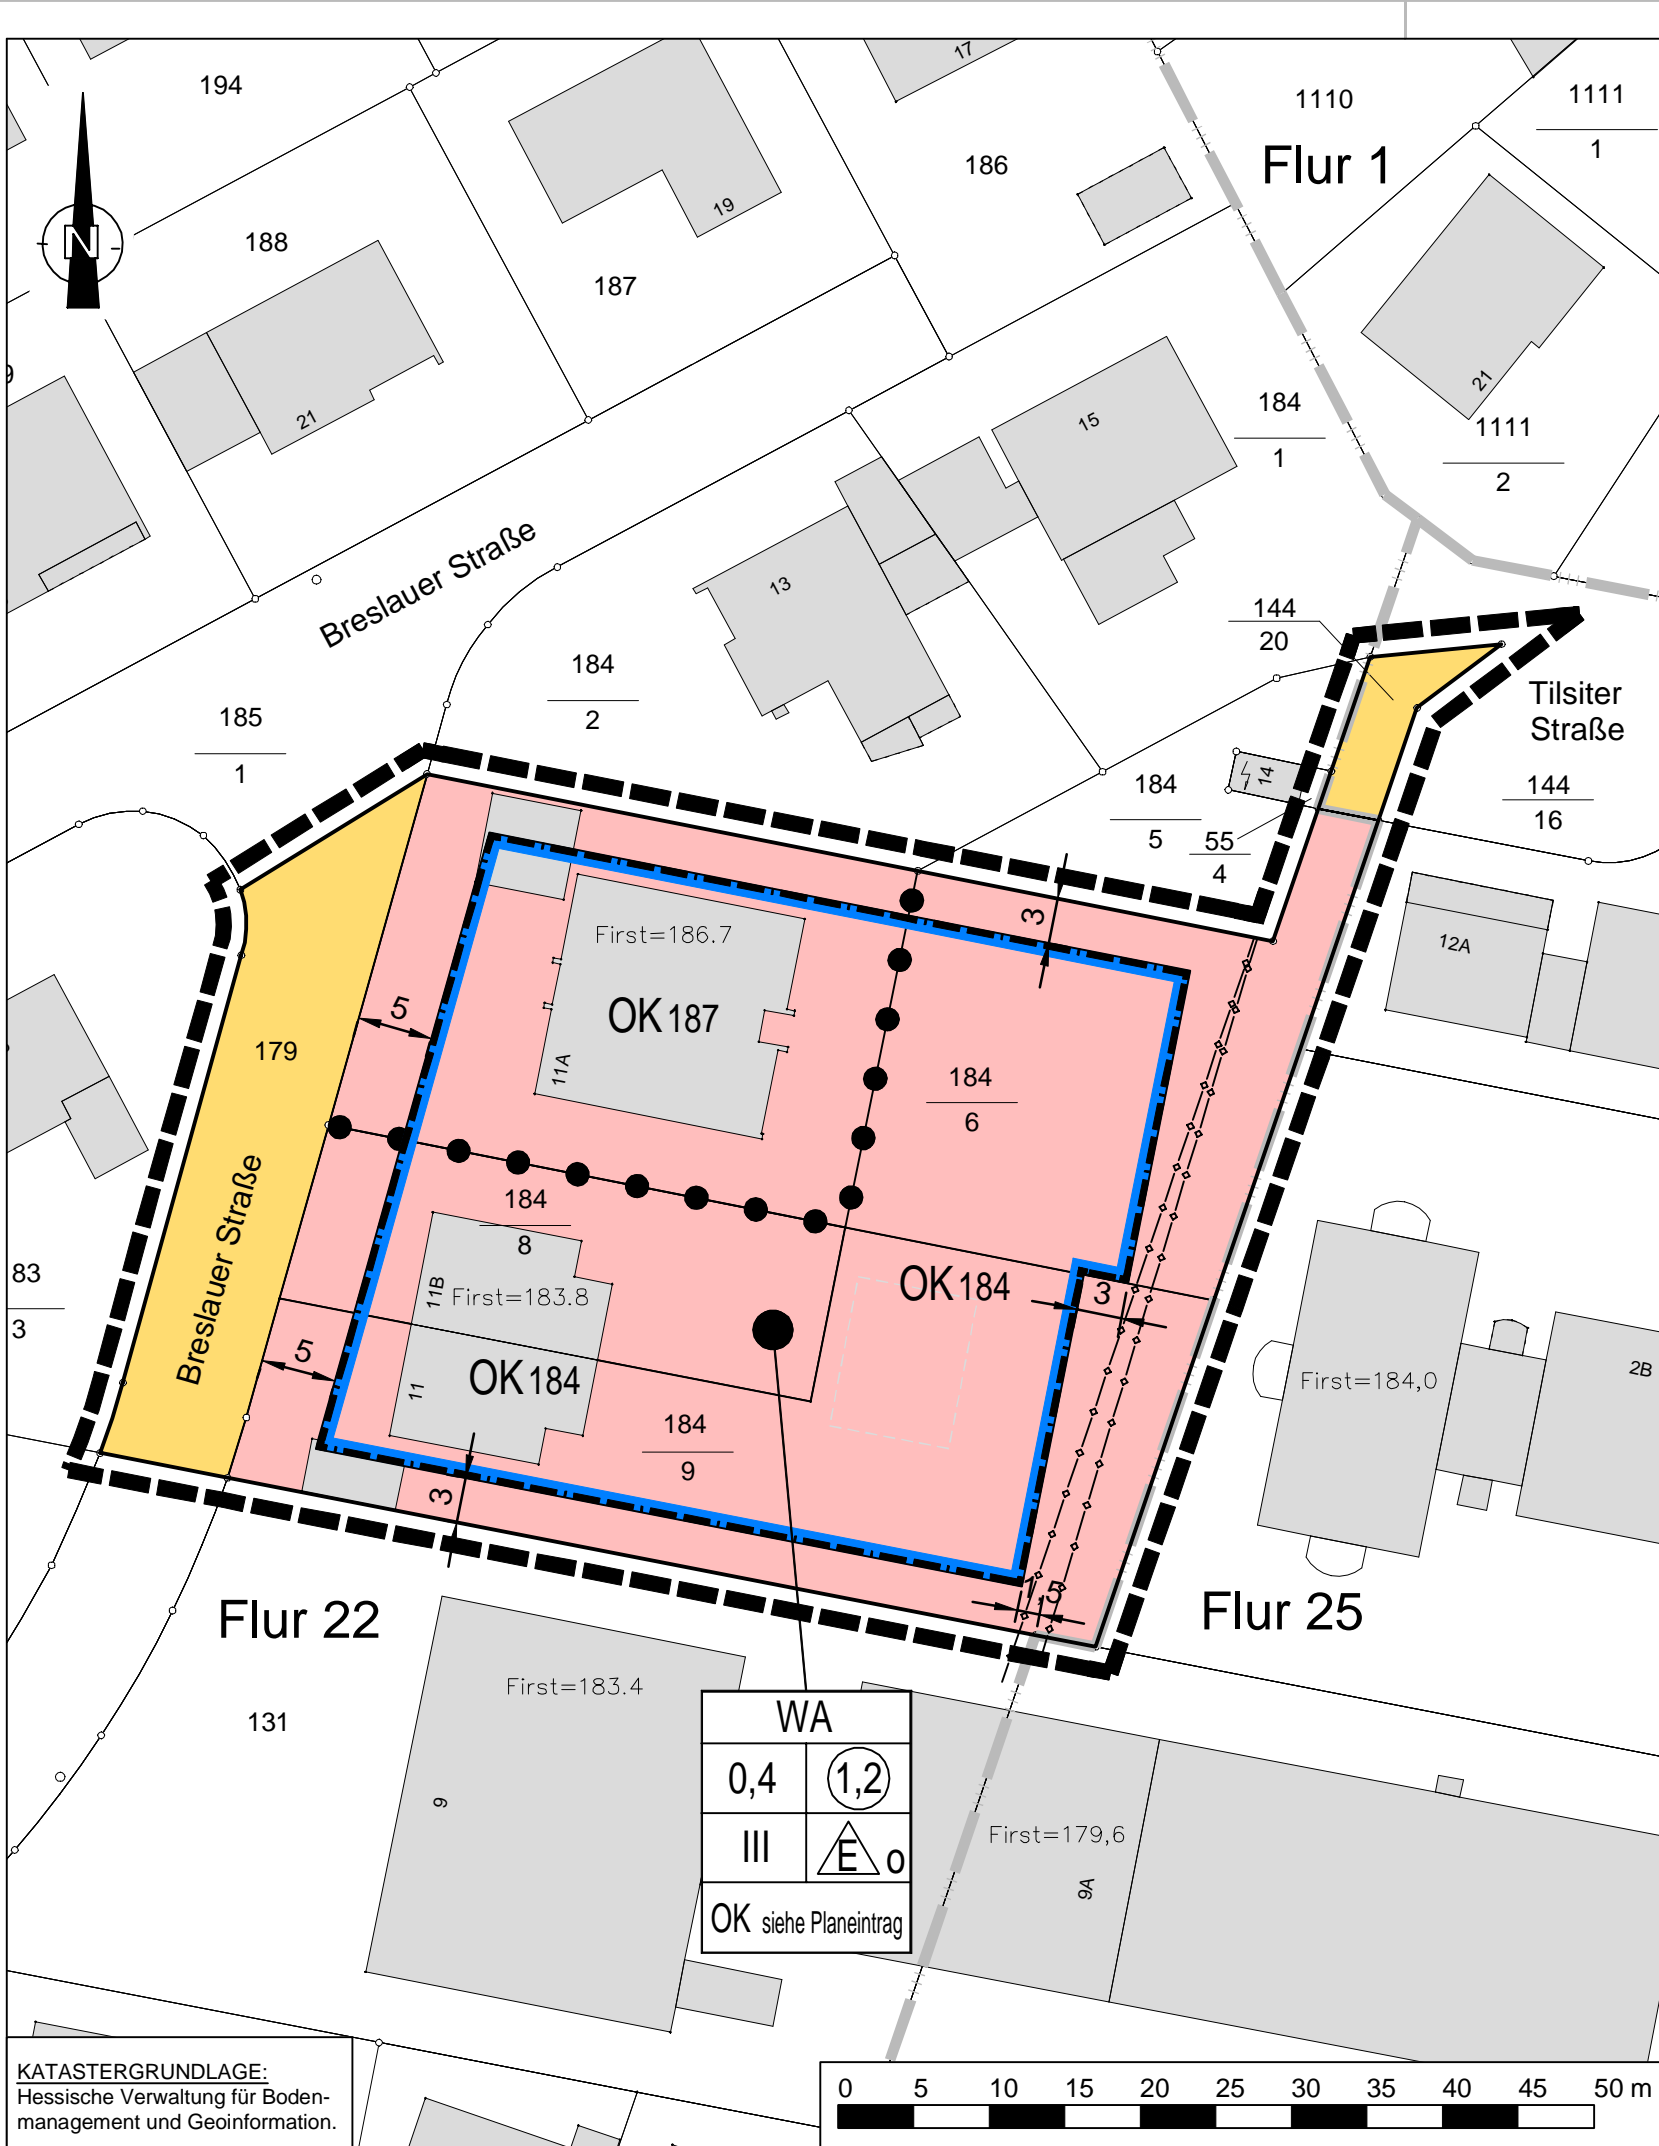 194
17
1110
1111
1
Flur 1
186
19
N
188
187
21
21
184
1
15
1111
2
Breslauer Straße
13
144
20
184
2
185
1
Tilsiter
Straße
14
184
5
55
4
144
16
3
First=186.7
12A
OK 187
5
179
11A
184
6
184
8
Breslauer Straße
83
3
11B
First=183.8
OK 184
3
5
11
OK 184
First=184,0
2B
184
9
3
1,5
Flur 22
Flur 25
First=183.4
131
WA
0,4
1,2
III
E o
OK siehe Planeintrag
9
First=179,6
9A
KATASTERGRUNDLAGE:
Hessische Verwaltung für Boden-
management und Geoinformation.
0 5 10 15 20 25 30 35 40 45 50 m